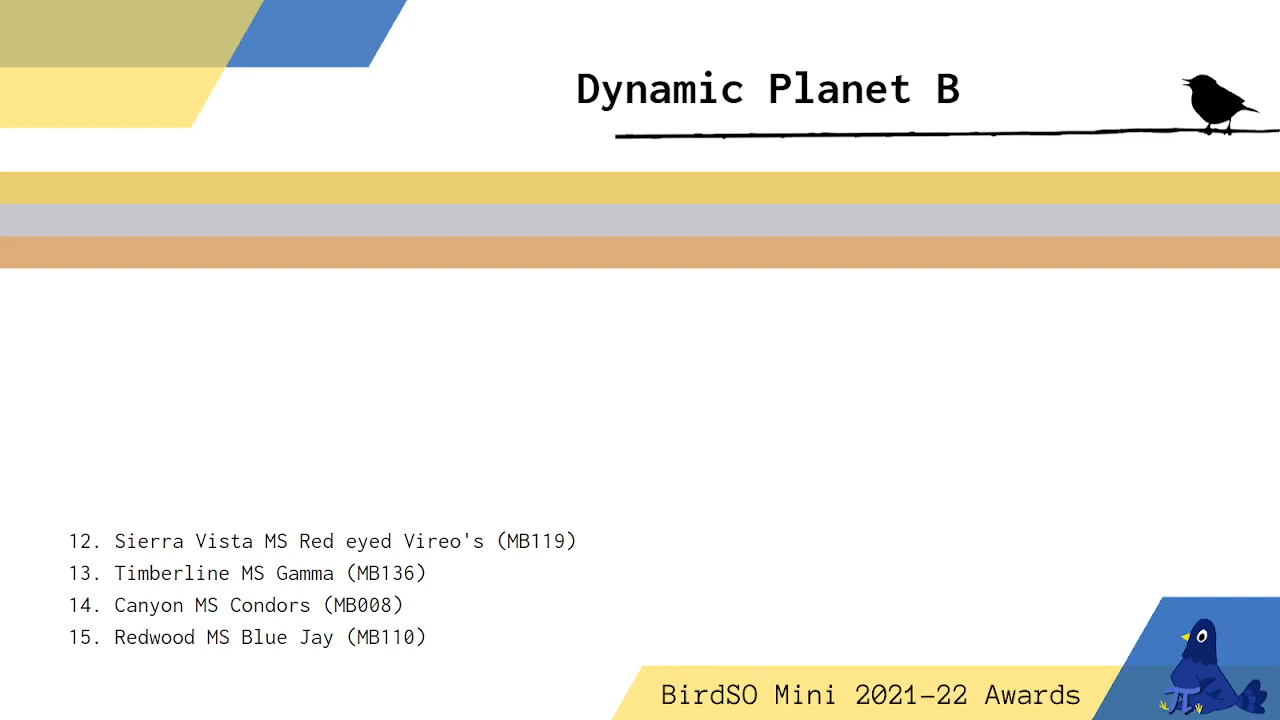 Dynamic Planet B
12. Sierra Vista MS Red eyed Vireo's (MB119)
13. Timberline MS Gamma (MB136)
14. Canyon MS Condors (MB008)
15. Redwood MS Blue Jay (MB110)
BirdSO Mini 2021-22 Awards
π